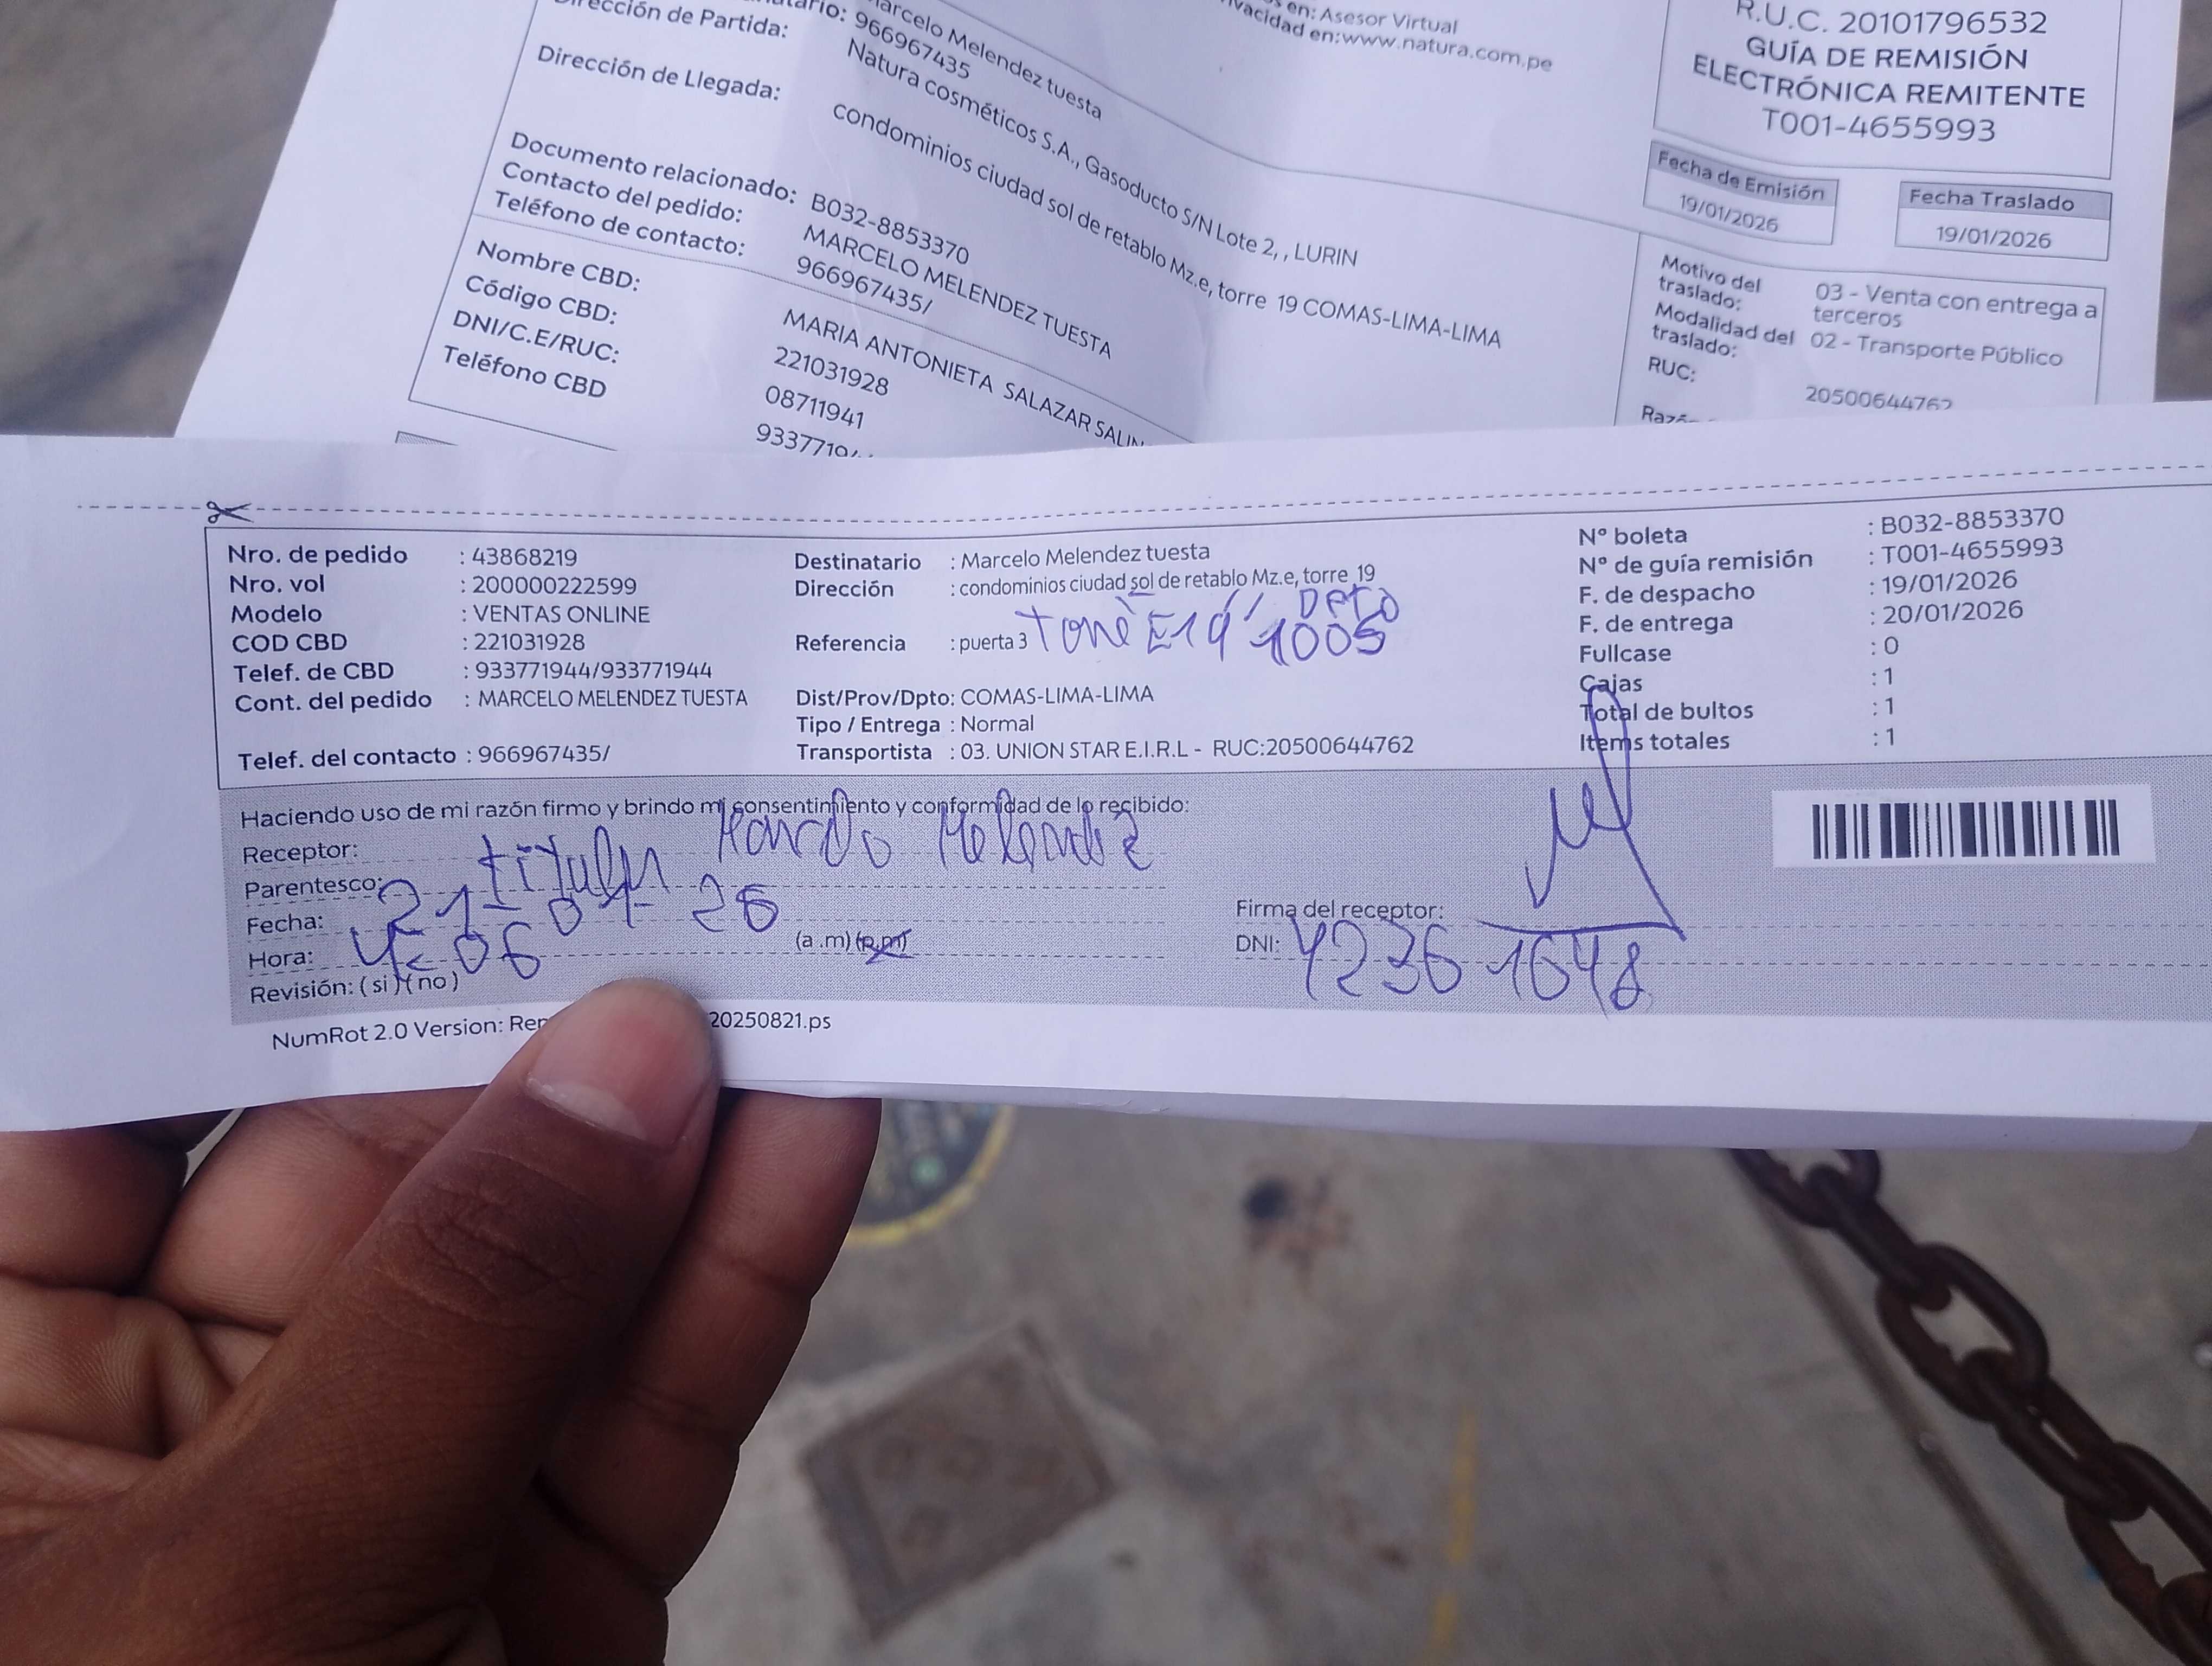 Marcelo Melendez tuesta
966967435
Dirección de Partida: Natura cosméticos S.A., Gasoducto S/N Lote 2, , LURIN
Dirección de Llegada: condominios ciudad sol de retablo Mz.e, torre 19 COMAS-LIMA-LIMA
Documento relacionado: B032-8853370
Contacto del pedido: MARCELO MELENDEZ TUESTA
Teléfono de contacto: 966967435/
Nombre CBD: MARIA ANTONIETA SALAZAR
Código CBD: 221031928
DNI/C.E/RUC: 08711941
Teléfono CBD
en: Asesor Virtual
en:www.natura.com.pe
R.U.C. 20101796532
GUÍA DE REMISIÓN
ELECTRÓNICA REMITENTE
T001-4655993
Fecha de Emisión
19/01/2026
Fecha Traslado
19/01/2026
Motivo del traslado: 03 - Venta con entrega a terceros
Modalidad del traslado: 02 - Transporte Público
RUC: 20500644762
Nro. de pedido : 43868219
Nro. vol : 200000222599
Modelo : VENTAS ONLINE
COD CBD : 221031928
Telef. de CBD : 933771944/933771944
Cont. del pedido : MARCELO MELENDEZ TUESTA
Telef. del contacto : 966967435/
Destinatario : Marcelo Melendez tuesta
Dirección : condominios ciudad sol de retablo Mz.e, torre 19
Referencia : puerta 3 E19 DPTO 1005
Dist/Prov/Dpto: COMAS-LIMA-LIMA
Tipo / Entrega : Normal
Transportista : 03. UNION STAR E.I.R.L - RUC:20500644762
N° boleta : B032-8853370
N° de guía remisión : T001-4655993
F. de despacho : 19/01/2026
F. de entrega : 20/01/2026
Fullcase : 0
Cajas : 1
Total de bultos : 1
Items totales : 1
Haciendo uso de mi razón firmo y brindo mi consentimiento y conformidad de lo recibido:
Receptor: Melendez
Parentesco: titular
Fecha: 21-01-26
Hora: 4:06 (a .m) (p.m)
Revisión: ( si ) ( no )
Firma del receptor:
DNI: 42361648
NumRot 2.0 Version: 20250821.ps